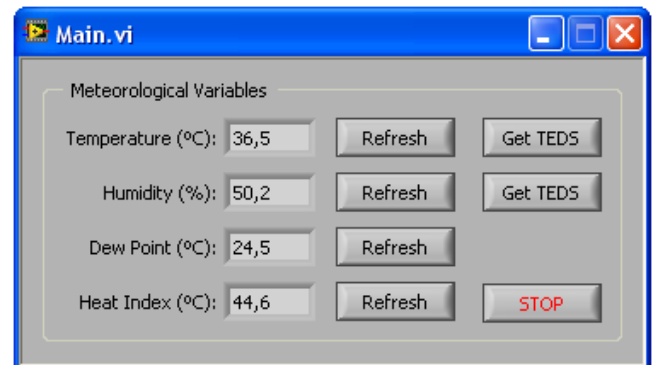 Main.vi
Meteorological Variables
Temperature (ºC): 36,5 Refresh Get TEDS
Humidity (%): 50,2 Refresh Get TEDS
Dew Point (ºC): 24,5 Refresh
Heat Index (ºC): 44,6 Refresh STOP